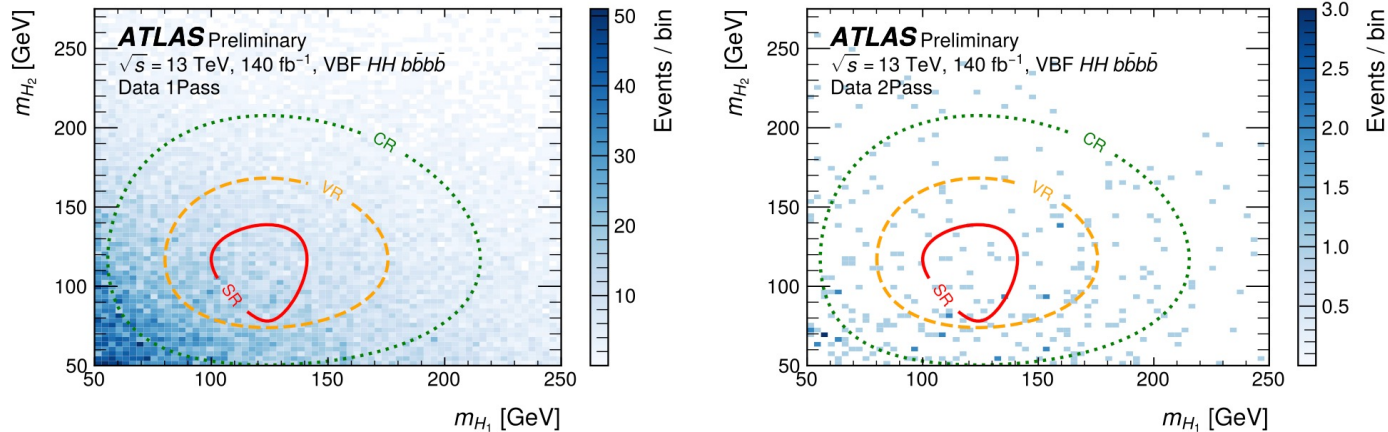 ATLAS Preliminary
√s = 13 TeV, 140 fb⁻¹, VBF HH bb̄bb̄
Data 1Pass
CR
VR
SR
m_H₂ [GeV]
250
200
150
100
50
50
100
150
200
250
m_H₁ [GeV]
50
40
30
20
10
Events / bin
ATLAS Preliminary
√s = 13 TeV, 140 fb⁻¹, VBF HH bb̄bb̄
Data 2Pass
CR
VR
SR
m_H₂ [GeV]
250
200
150
100
50
50
100
150
200
250
m_H₁ [GeV]
3.0
2.5
2.0
1.5
1.0
0.5
Events / bin